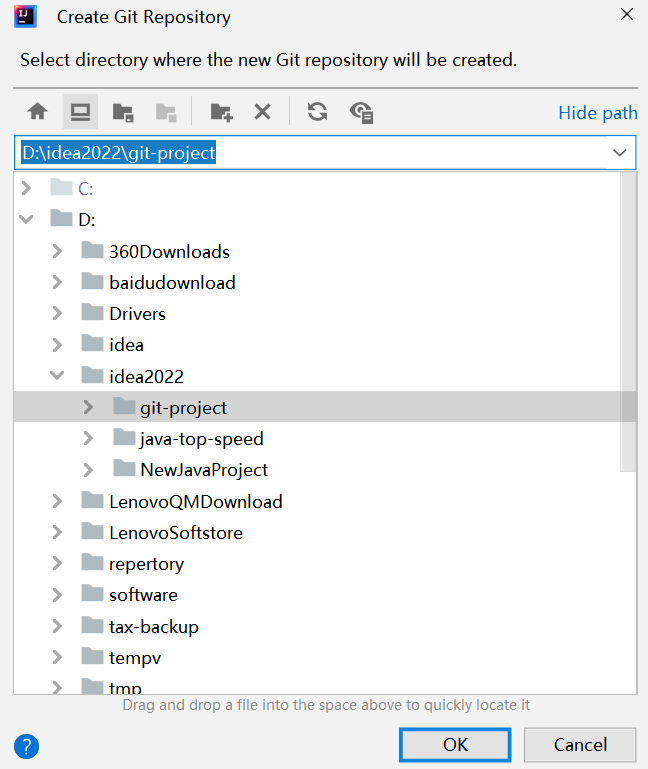 Create Git Repository
Select directory where the new Git repository will be created.
Hide path
D:\idea2022\git-project
C:
D:
360Downloads
baidudownload
Drivers
idea
idea2022
git-project
java-top-speed
NewJavaProject
LenovoQMDownload
LenovoSoftstore
repertory
software
tax-backup
tempv
tmp
Drag and drop a file into the space above to quickly locate it
? OK Cancel